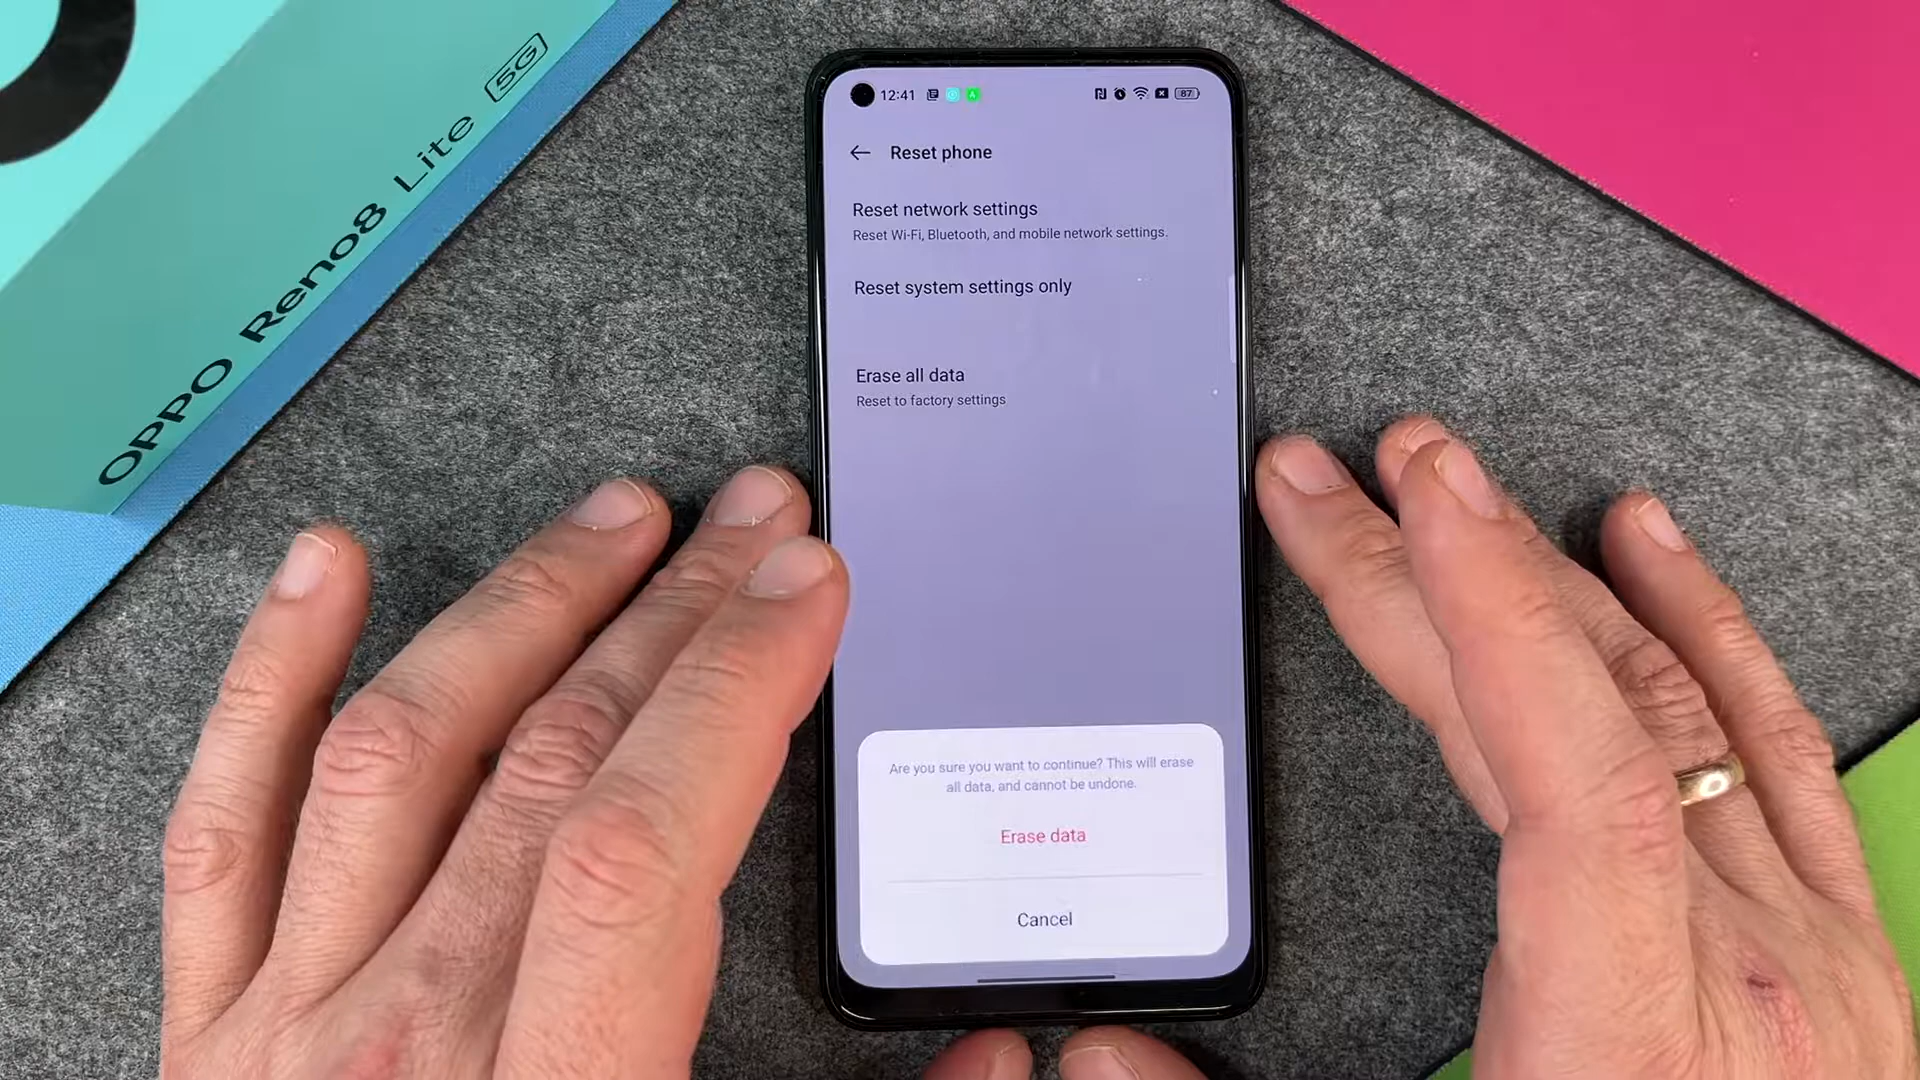 OPPO Reno8 Lite 5G
12:41
87
Reset phone
Reset network settings
Reset Wi-Fi, Bluetooth, and mobile network settings.
Reset system settings only
Erase all data
Reset to factory settings
Are you sure you want to continue? This will erase
all data, and cannot be undone.
Erase data
Cancel